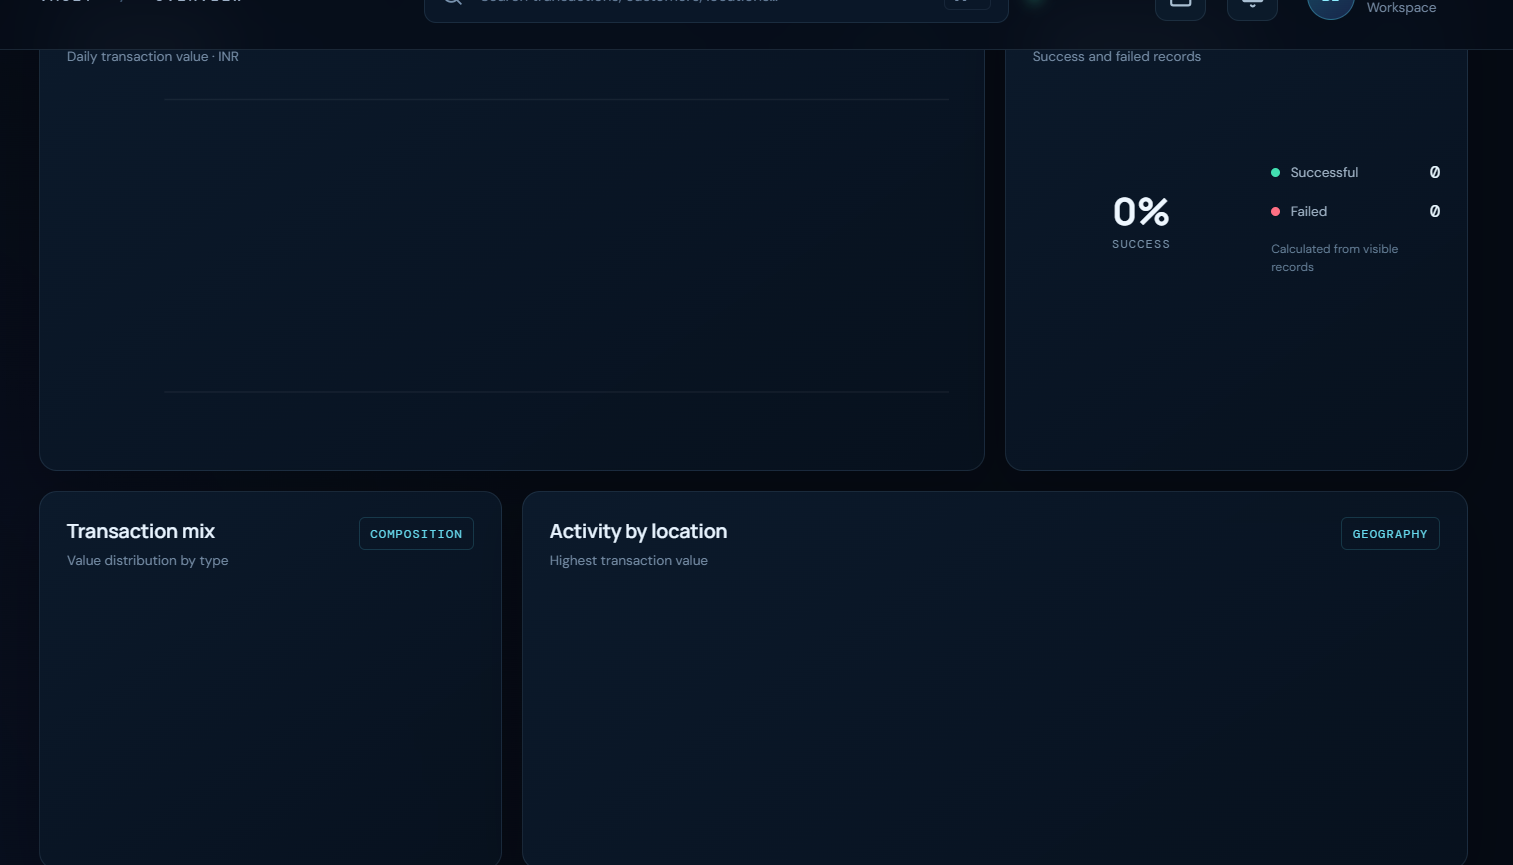 Workspace
Daily transaction value · INR
Success and failed records
Successful 0
Failed 0
0%
SUCCESS
Calculated from visible
records
Transaction mix
COMPOSITION
Value distribution by type
Activity by location
GEOGRAPHY
Highest transaction value